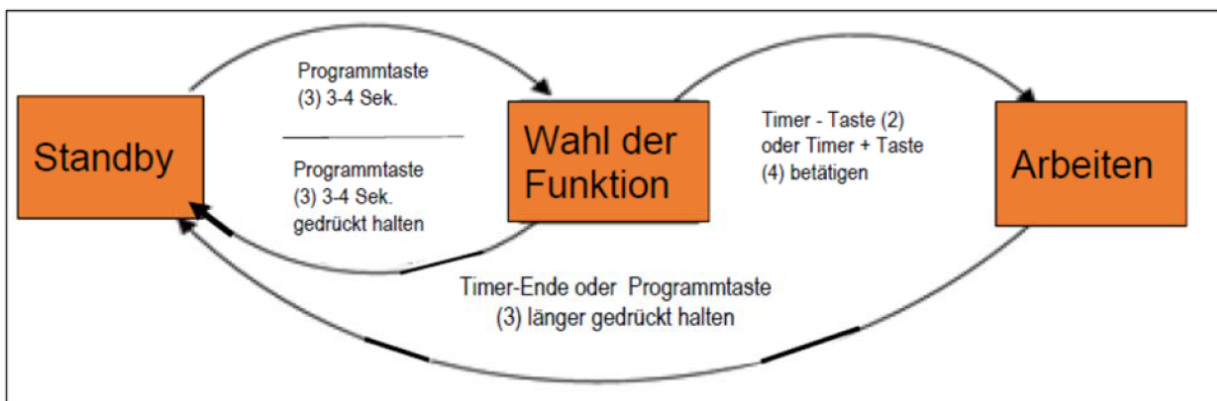 Standby
Programmtaste
(3) 3-4 Sek.
Programmtaste
(3) 3-4 Sek.
gedrückt halten
Wahl der
Funktion
Timer - Taste (2)
oder Timer + Taste
(4) betätigen
Arbeiten
Timer-Ende oder Programmtaste
(3) länger gedrückt halten